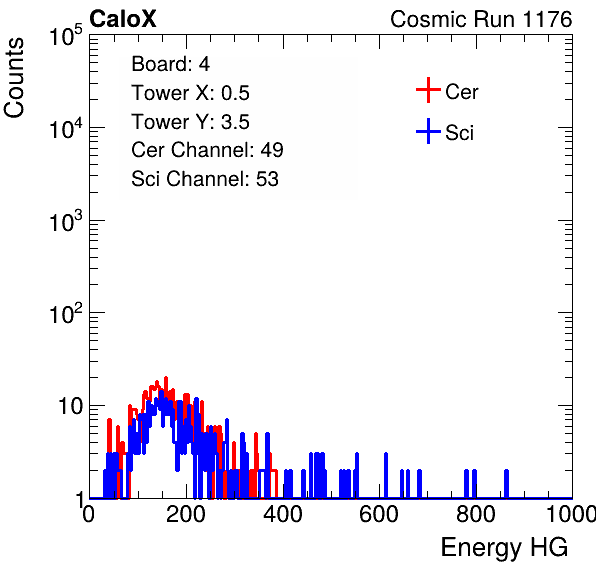 CaloX Cosmic Run 1176
Counts
Board: 4
Tower X: 0.5
Tower Y: 3.5
Cer Channel: 49
Sci Channel: 53
Cer
Sci
10^5
10^4
10^3
10^2
10
1
0 200 400 600 800 1000
Energy HG